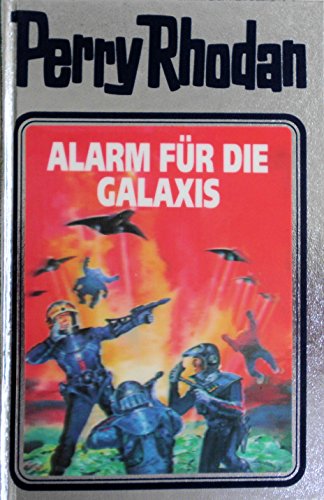 Perry Rhodan
ALARM FÜR DIE
GALAXIS